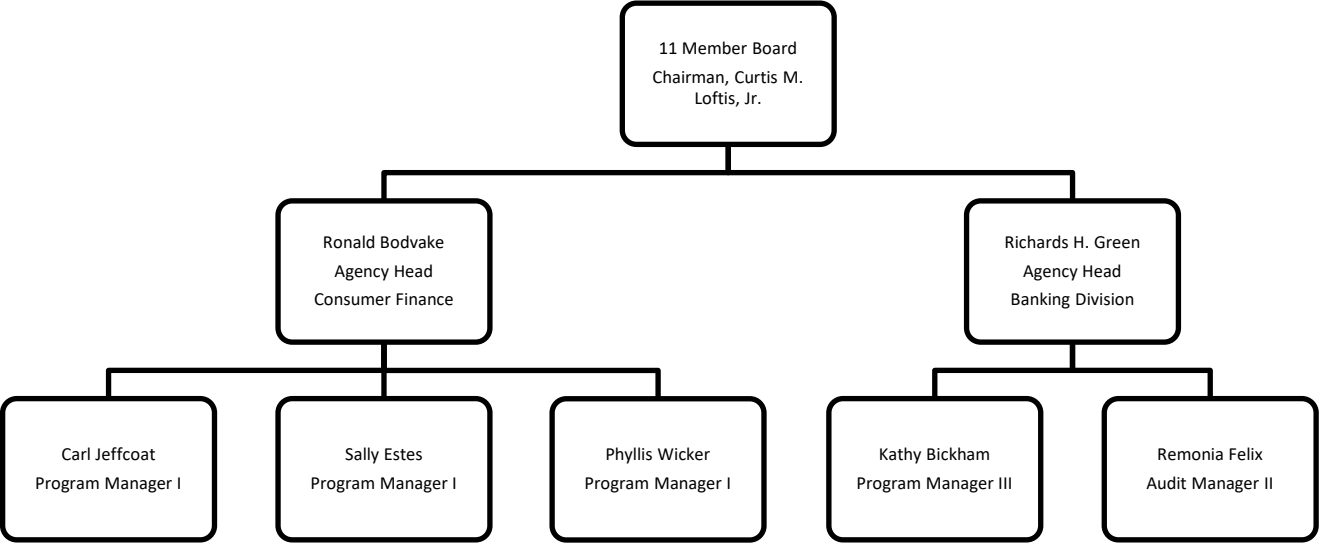 11 Member Board
Chairman, Curtis M.
Loftis, Jr.
Ronald Bodvake
Agency Head
Consumer Finance
Richards H. Green
Agency Head
Banking Division
Carl Jeffcoat
Program Manager I
Sally Estes
Program Manager I
Phyllis Wicker
Program Manager I
Kathy Bickham
Program Manager III
Remonia Felix
Audit Manager II